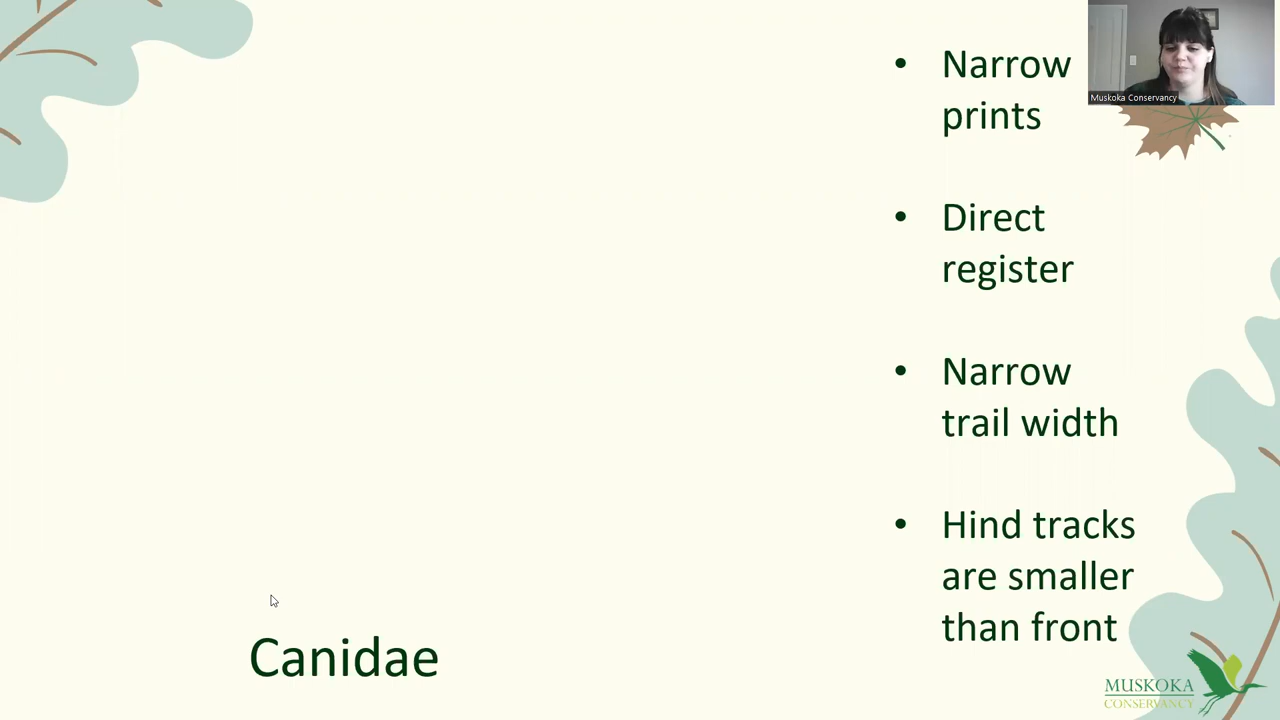 • Narrow
prints
Muskoka Conservancy
• Direct
register
• Narrow
trail width
• Hind tracks
are smaller
than front
Canidae
MUSKOKA
CONSERVANCY